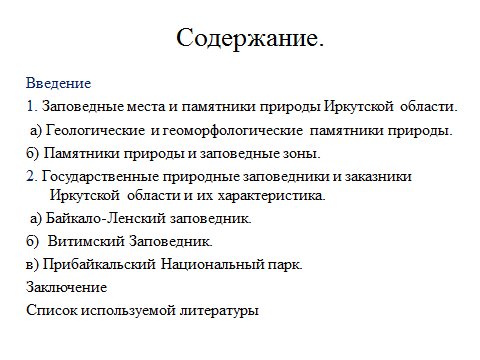 Содержание.
Введение
1. Заповедные места и памятники природы Иркутской области.
а) Геологические и геоморфологические памятники природы.
б) Памятники природы и заповедные зоны.
2. Государственные природные заповедники и заказники
Иркутской области и их характеристика.
а) Байкало-Ленский заповедник.
б) Витимский Заповедник.
в) Прибайкальский Национальный парк.
Заключение
Список используемой литературы